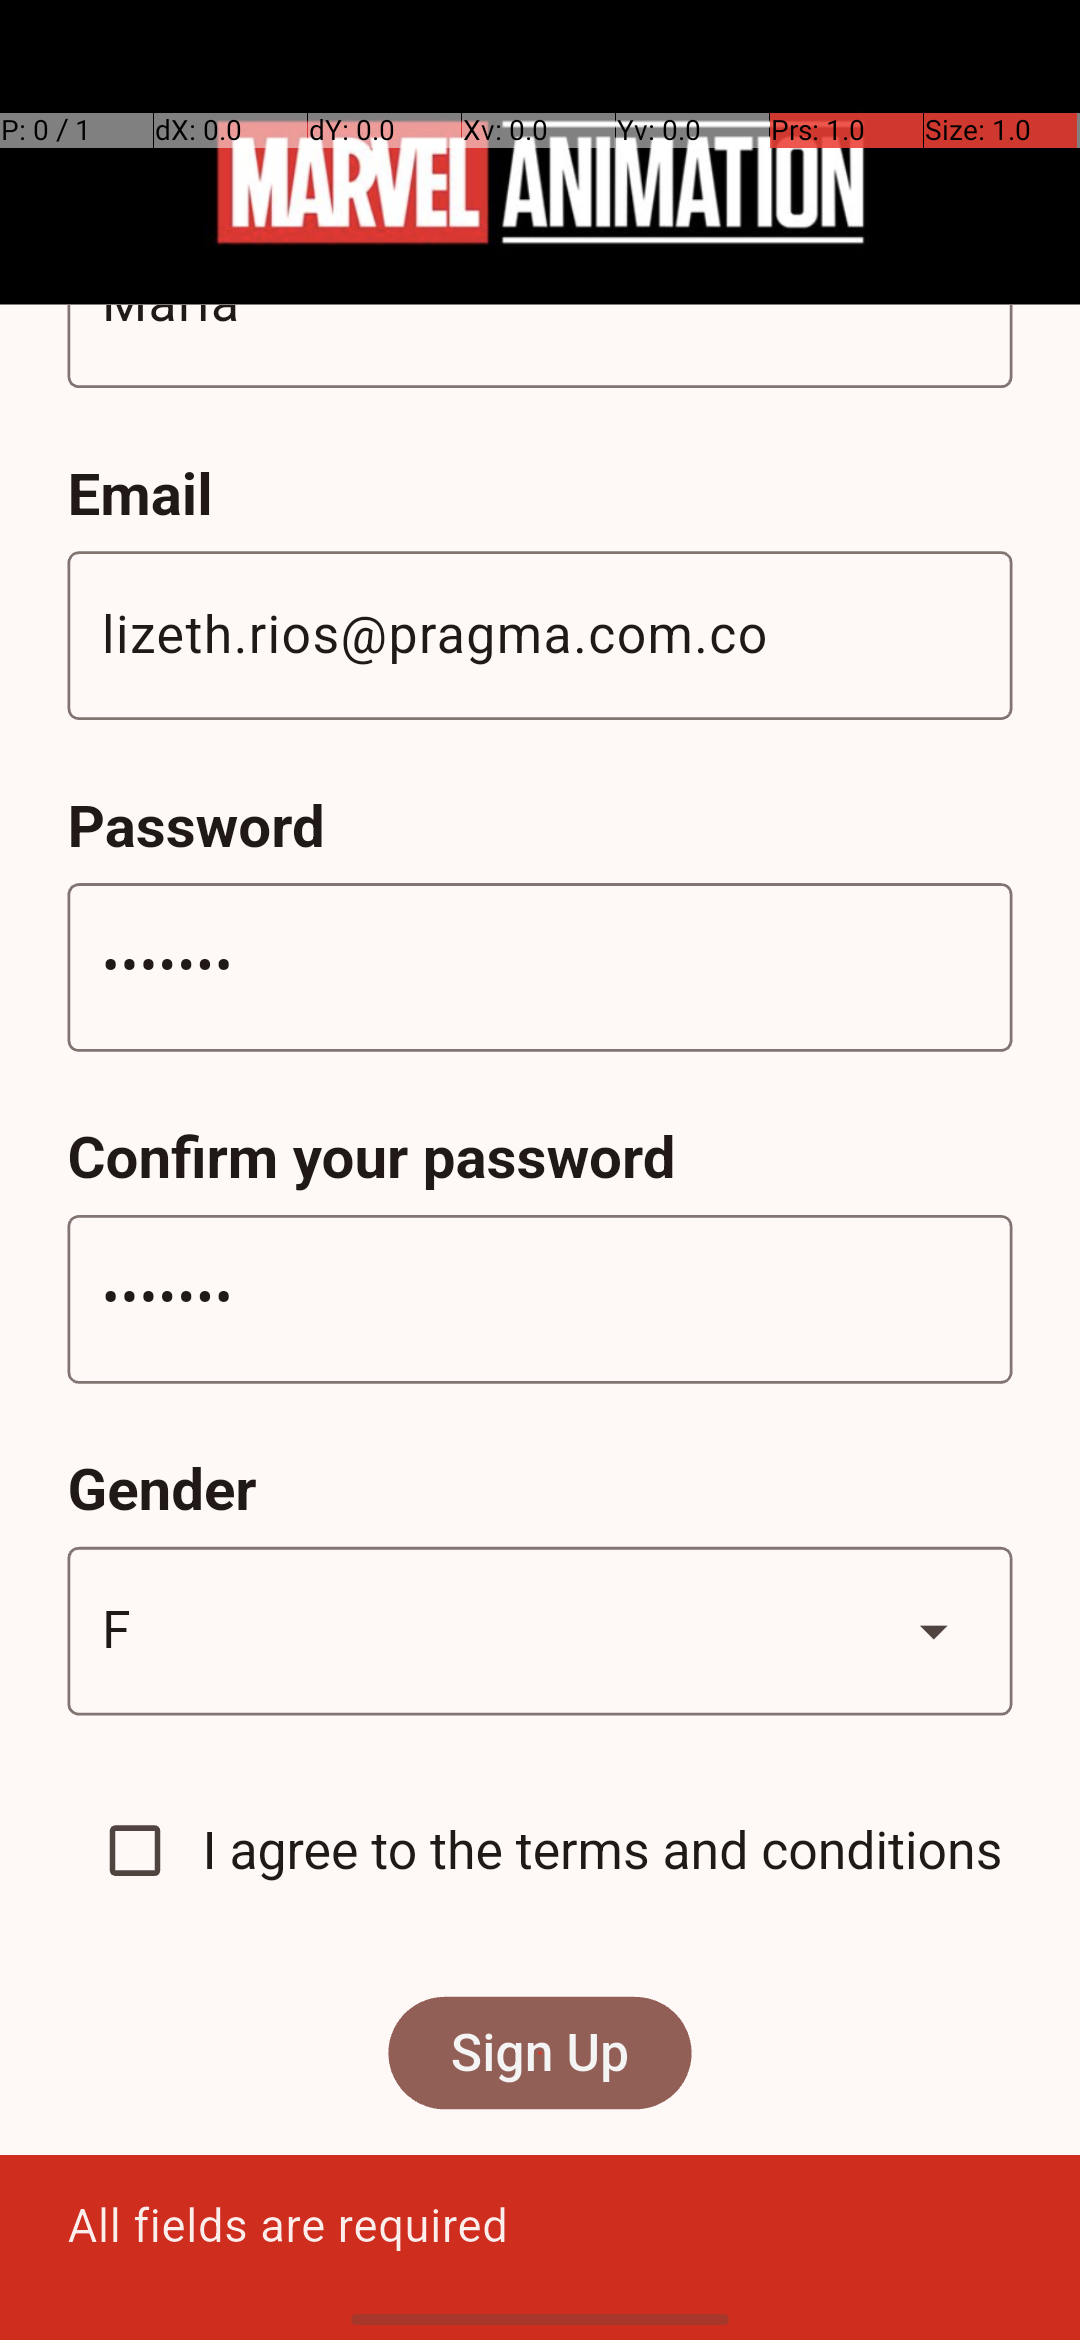 P: 0 / 1 dX: 0.0 dY: 0.0 Xv: 0.0 Yv: 0.0 Prs: 1.0 Size: 1.0
MARVEL ANIMATION
Email
lizeth.rios@pragma.com.co
Password
•••••••
Confirm your password
•••••••
Gender
F
I agree to the terms and conditions
Sign Up
All fields are required